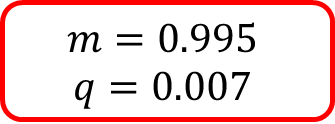 m = 0.995
q = 0.007